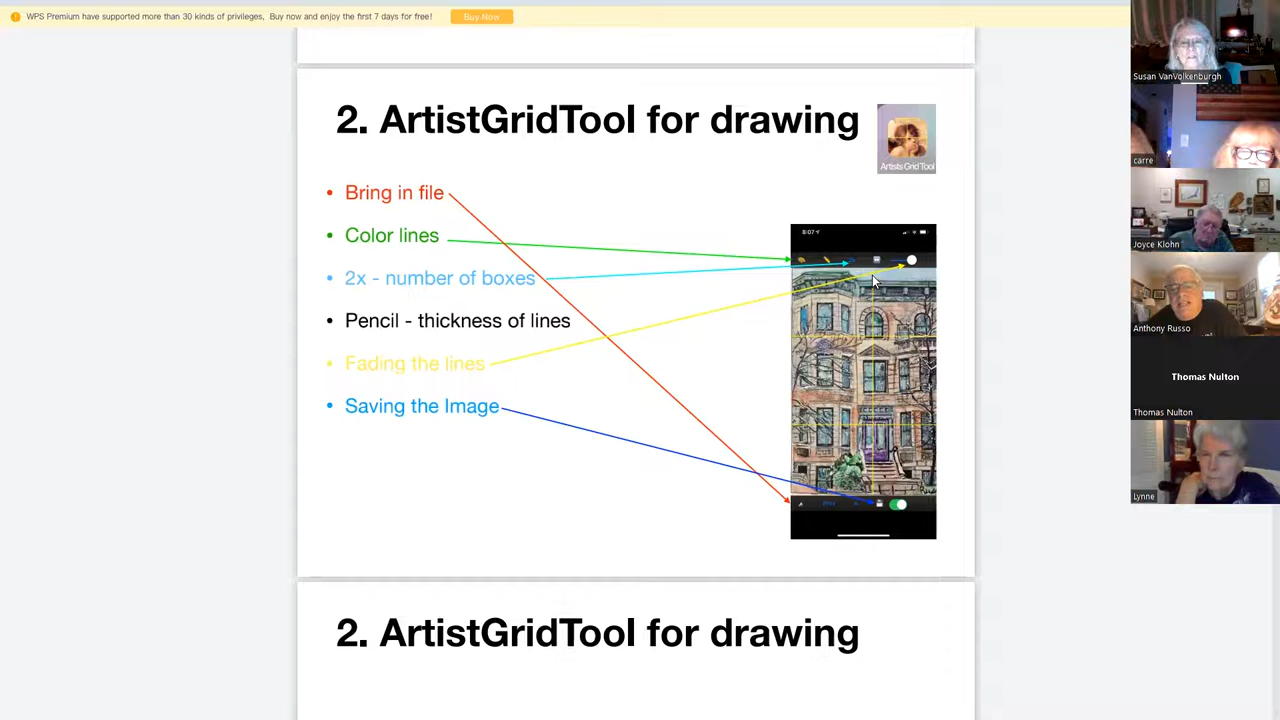 WPS Premium have supported more than 30 kinds of privileges, Buy now and enjoy the first 7 days for free!
Buy Now
2. ArtistGridTool for drawing
Artists Grid Tool
• Bring in file
• Color lines
• 2x - number of boxes
• Pencil - thickness of lines
• Fading the lines
• Saving the Image
8:07
2. ArtistGridTool for drawing
Susan VanVolkenburgh
carre
Joyce Klohn
Anthony Russo
Thomas Nulton
Thomas Nulton
Lynne